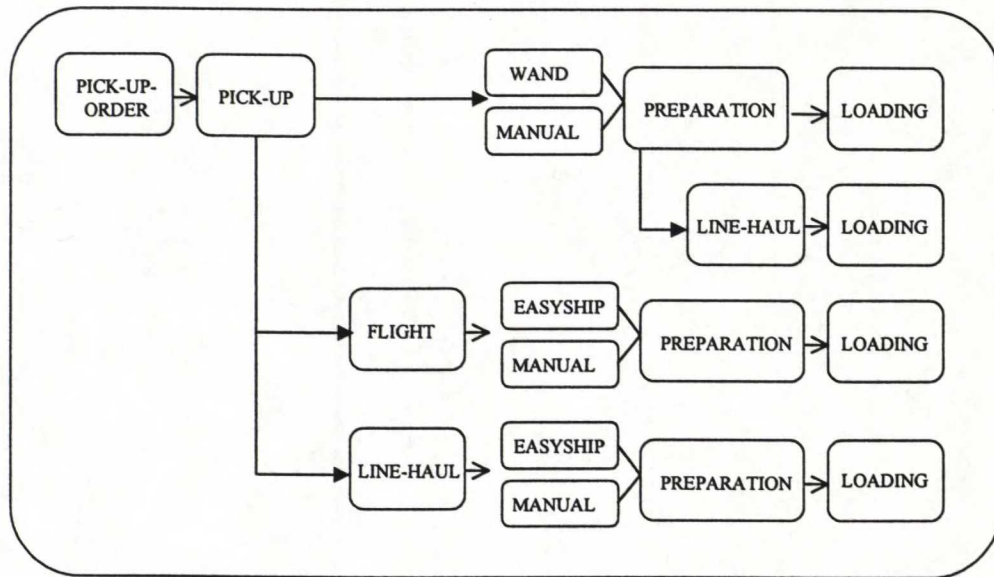 PICK-UP-
ORDER
PICK-UP
WAND
MANUAL
PREPARATION
LOADING
LINE-HAUL
LOADING
FLIGHT
EASYSHIP
MANUAL
PREPARATION
LOADING
LINE-HAUL
EASYSHIP
MANUAL
PREPARATION
LOADING